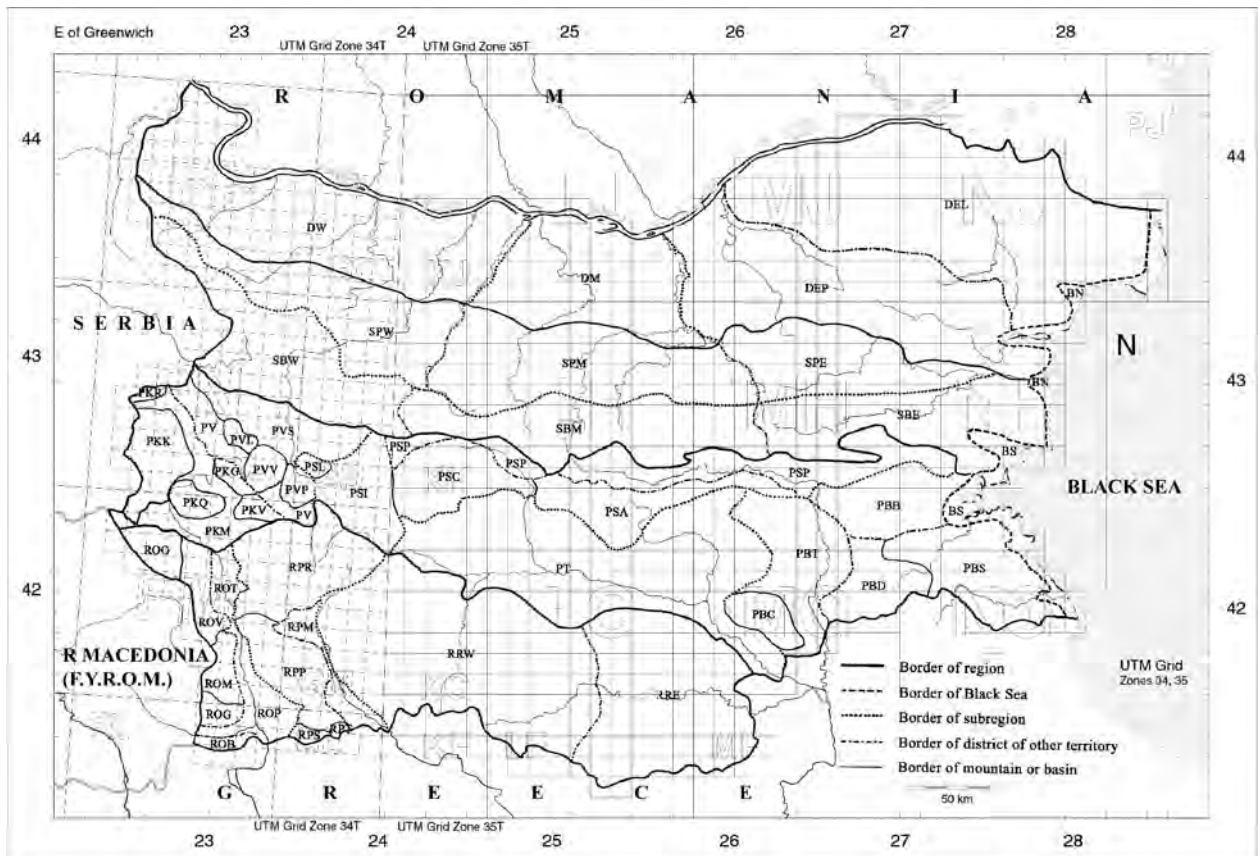 E of Greenwich 23 24 25 26 27 28
UTM Grid Zone 34T UTM Grid Zone 35T
R O M A N I A
44 44
DEL
DW
DM DEP
BN
SERBIA
SPW
N
43 SBW SPM SPE 43
BN
PKR
SBE
PV PVS
SBM
PKK PVL
PSP
BS
PSL PSP PSP
PVV PSC
PVP PSI
BLACK SEA
PKQ PSA PBB
PKV PV BS
PKM
ROG PBT
RPR PT PBS
ROT PBD
42 PBC 42
ROV RPM
R MACEDONIA
(F.Y.R.O.M.)
RRW
RPP
ROM RRE
ROG ROP
ROB RPS
Border of region
Border of Black Sea
Border of subregion
Border of district of other territory
Border of mountain or basin
50 km
UTM Grid
Zones 34, 35
G R E E C E
UTM Grid Zone 34T UTM Grid Zone 35T
23 24 25 26 27 28